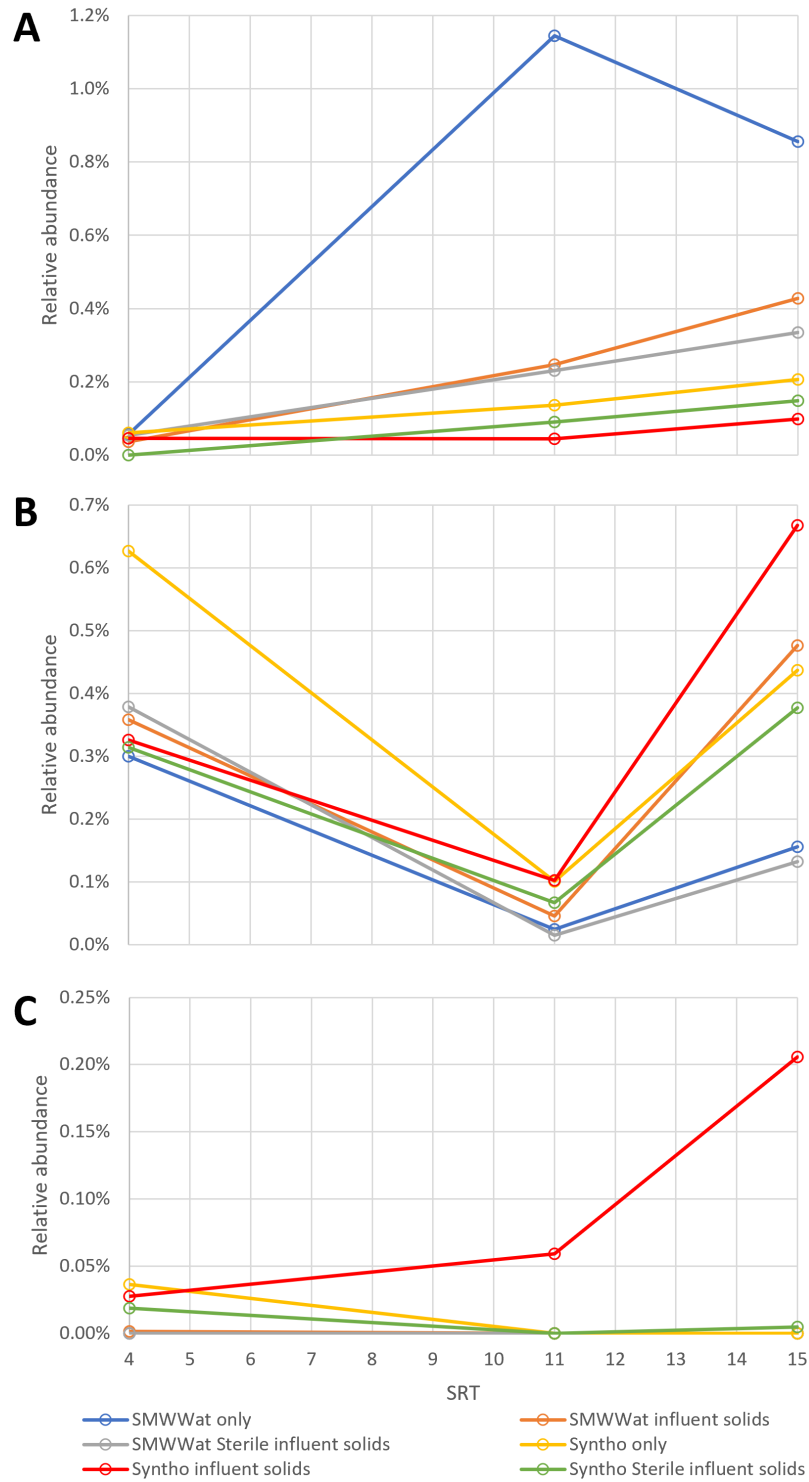 A
1.2%
1.0%
0.8%
0.6%
0.4%
0.2%
0.0%
Relative abundance
B
0.7%
0.6%
0.5%
0.4%
0.3%
0.2%
0.1%
0.0%
Relative abundance
C
0.25%
0.20%
0.15%
0.10%
0.05%
0.00%
Relative abundance
4 5 6 7 8 9 10 11 12 13 14 15
SRT
SMWWat only SMWWat influent solids
SMWWat Sterile influent solids Syntho only
Syntho influent solids Syntho Sterile influent solids